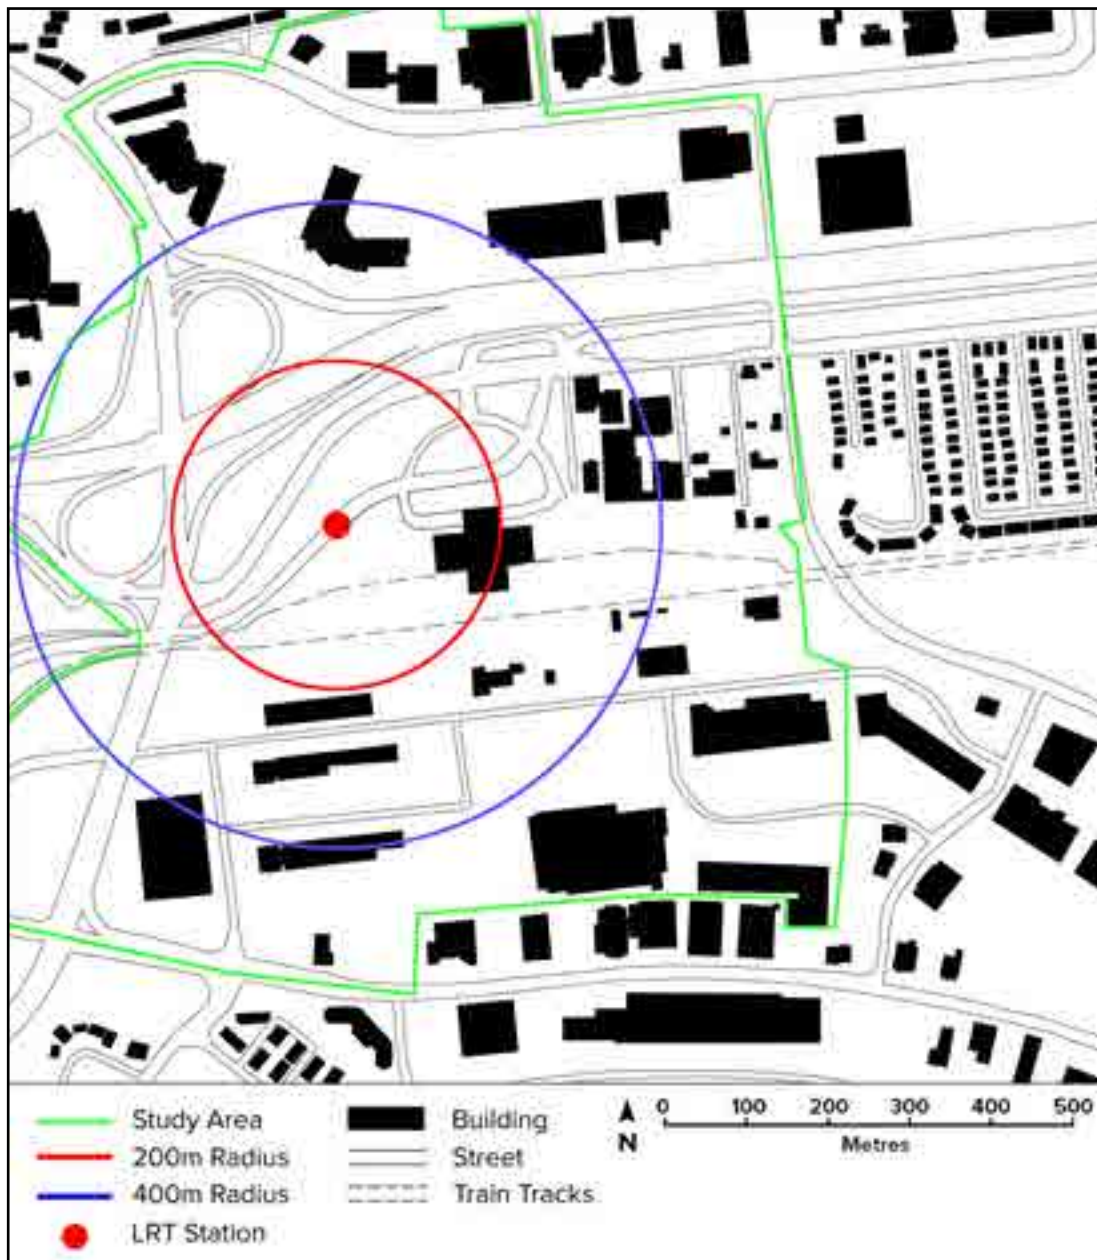 Study Area
200m Radius
400m Radius
LRT Station
Building
Street
Train Tracks
N
0 100 200 300 400 500
Metres